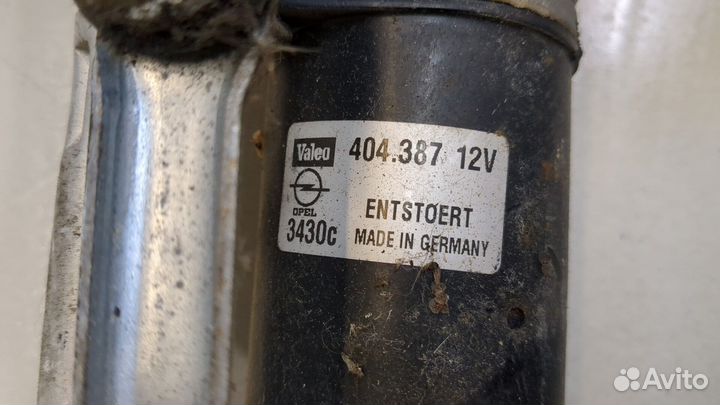 Valeo 404.387 12V
OPEL ENTSTOERT
3430c MADE IN GERMANY
Avito